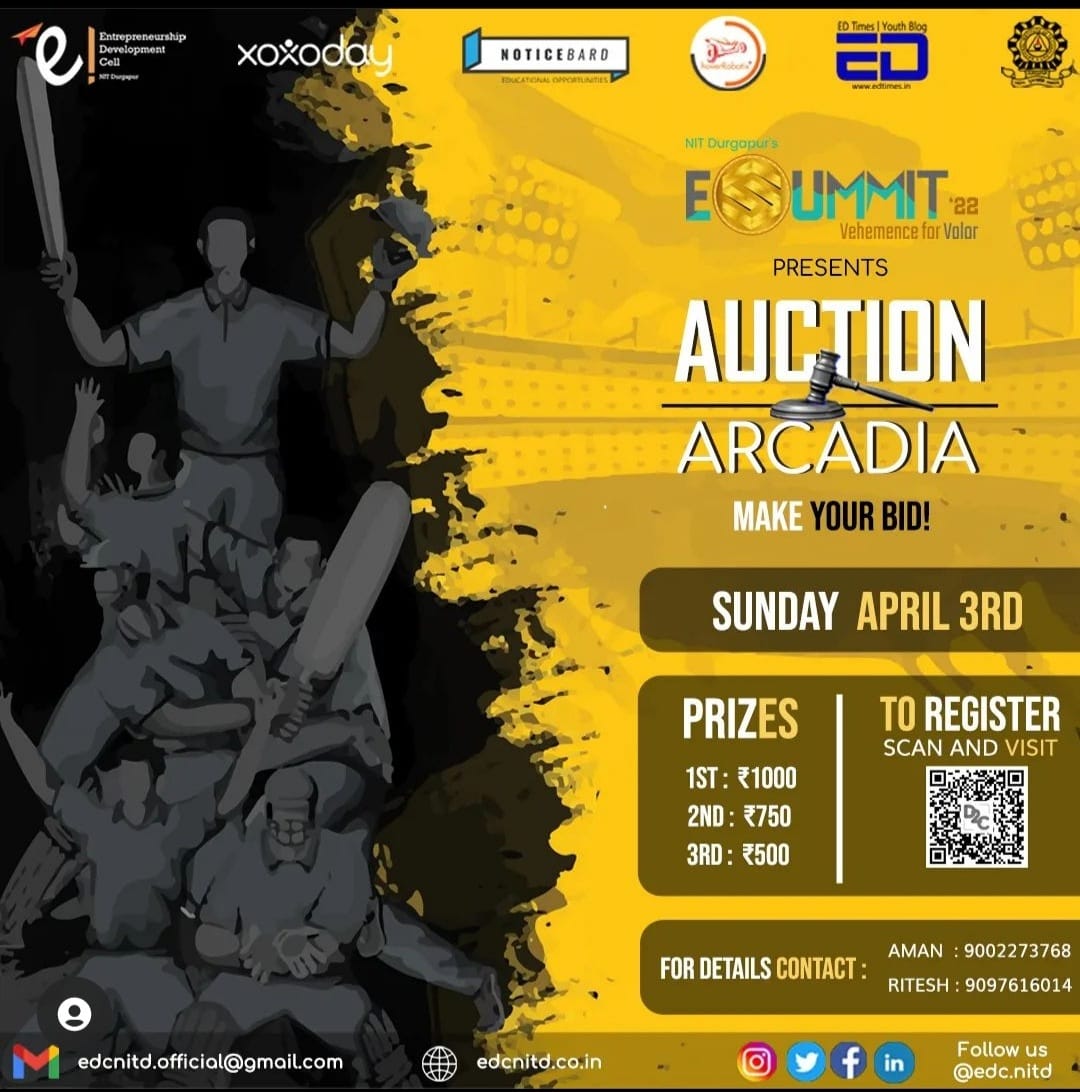 Entrepreneurship
Development
Cell
NIT Durgapur
xoxoday
NOTICEBARD
EDUCATIONAL OPPORTUNITIES
ED Times | Youth Blog
ED
www.edtimes.in
NIT Durgapur's
E SUMMIT '22
Vehemence for Valor
PRESENTS
AUCTION
ARCADIA
MAKE YOUR BID!
SUNDAY APRIL 3RD
PRIZES
1ST : ₹1000
2ND : ₹750
3RD : ₹500
TO REGISTER
SCAN AND VISIT
D2C
FOR DETAILS CONTACT :
AMAN : 9002273768
RITESH : 9097616014
edcnitd.official@gmail.com
edcnitd.co.in
Follow us
@edc.nitd